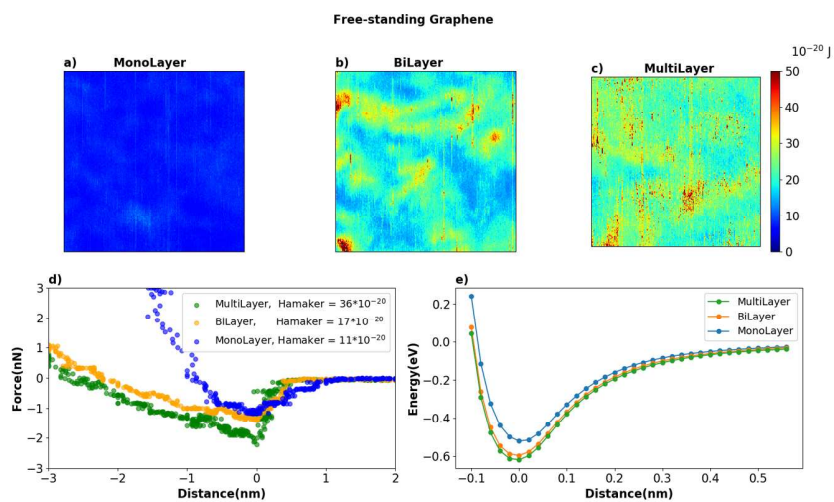 Free-standing Graphene
a) MonoLayer
b) BiLayer
c) MultiLayer
10⁻²⁰ J
50
40
30
20
10
0
d)
Force(nN)
3
2
1
0
−1
−2
−3
MultiLayer, Hamaker = 36*10⁻²⁰
BiLayer, Hamaker = 17*10⁻²⁰
MonoLayer, Hamaker = 11*10⁻²⁰
−3 −2 −1 0 1 2
Distance(nm)
e)
Energy(eV)
0.2
0.0
−0.2
−0.4
−0.6
MultiLayer
BiLayer
MonoLayer
−0.1 0.0 0.1 0.2 0.3 0.4 0.5
Distance(nm)